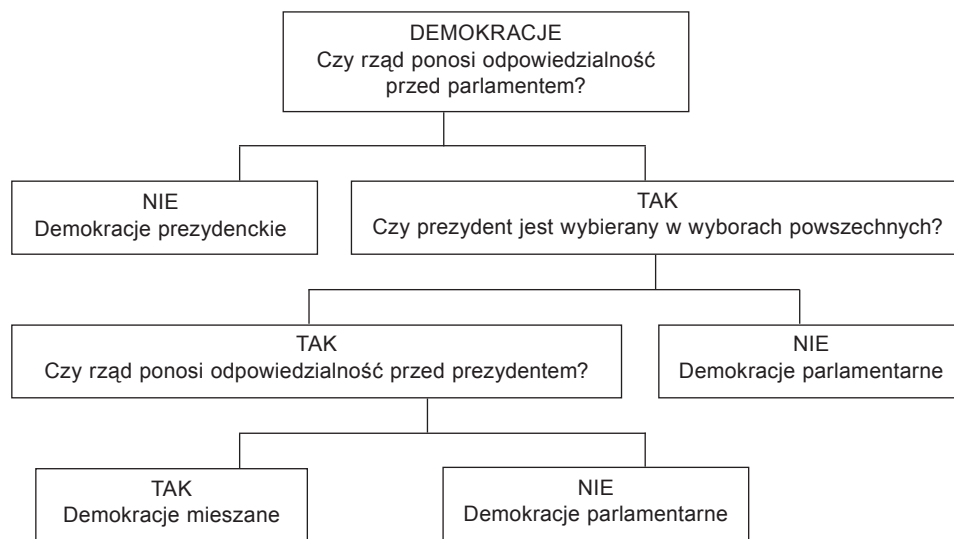 DEMOKRACJE
Czy rząd ponosi odpowiedzialność
przed parlamentem?
NIE
Demokracje prezydenckie
TAK
Czy prezydent jest wybierany w wyborach powszechnych?
TAK
Czy rząd ponosi odpowiedzialność przed prezydentem?
NIE
Demokracje parlamentarne
TAK
Demokracje mieszane
NIE
Demokracje parlamentarne